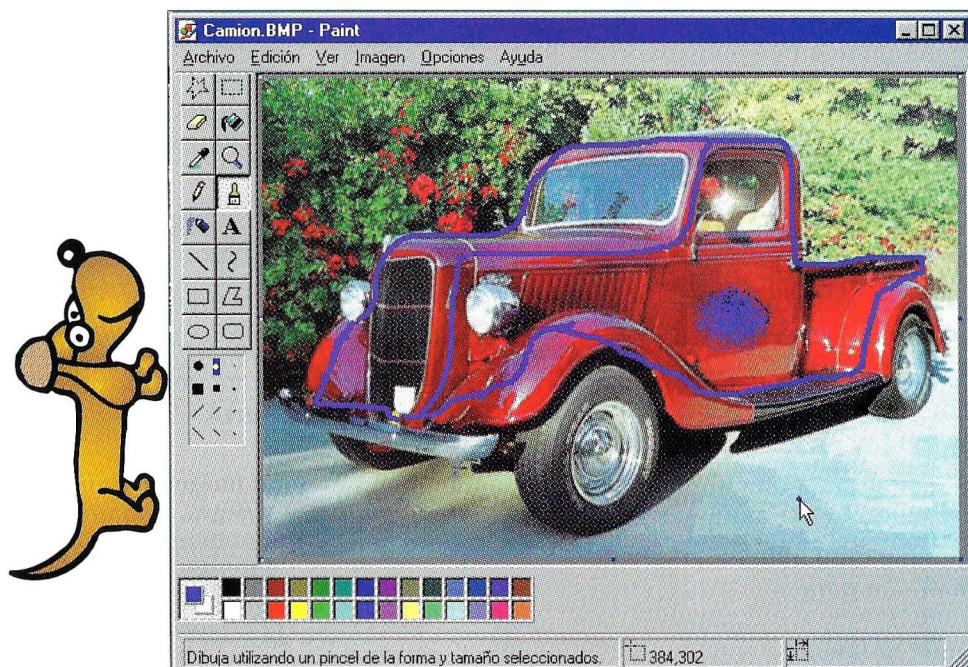 Camion.BMP - Paint
Archivo Edición Ver Imagen Opciones Ayuda
A
Dibuja utilizando un pincel de la forma y tamaño seleccionados. 384,302